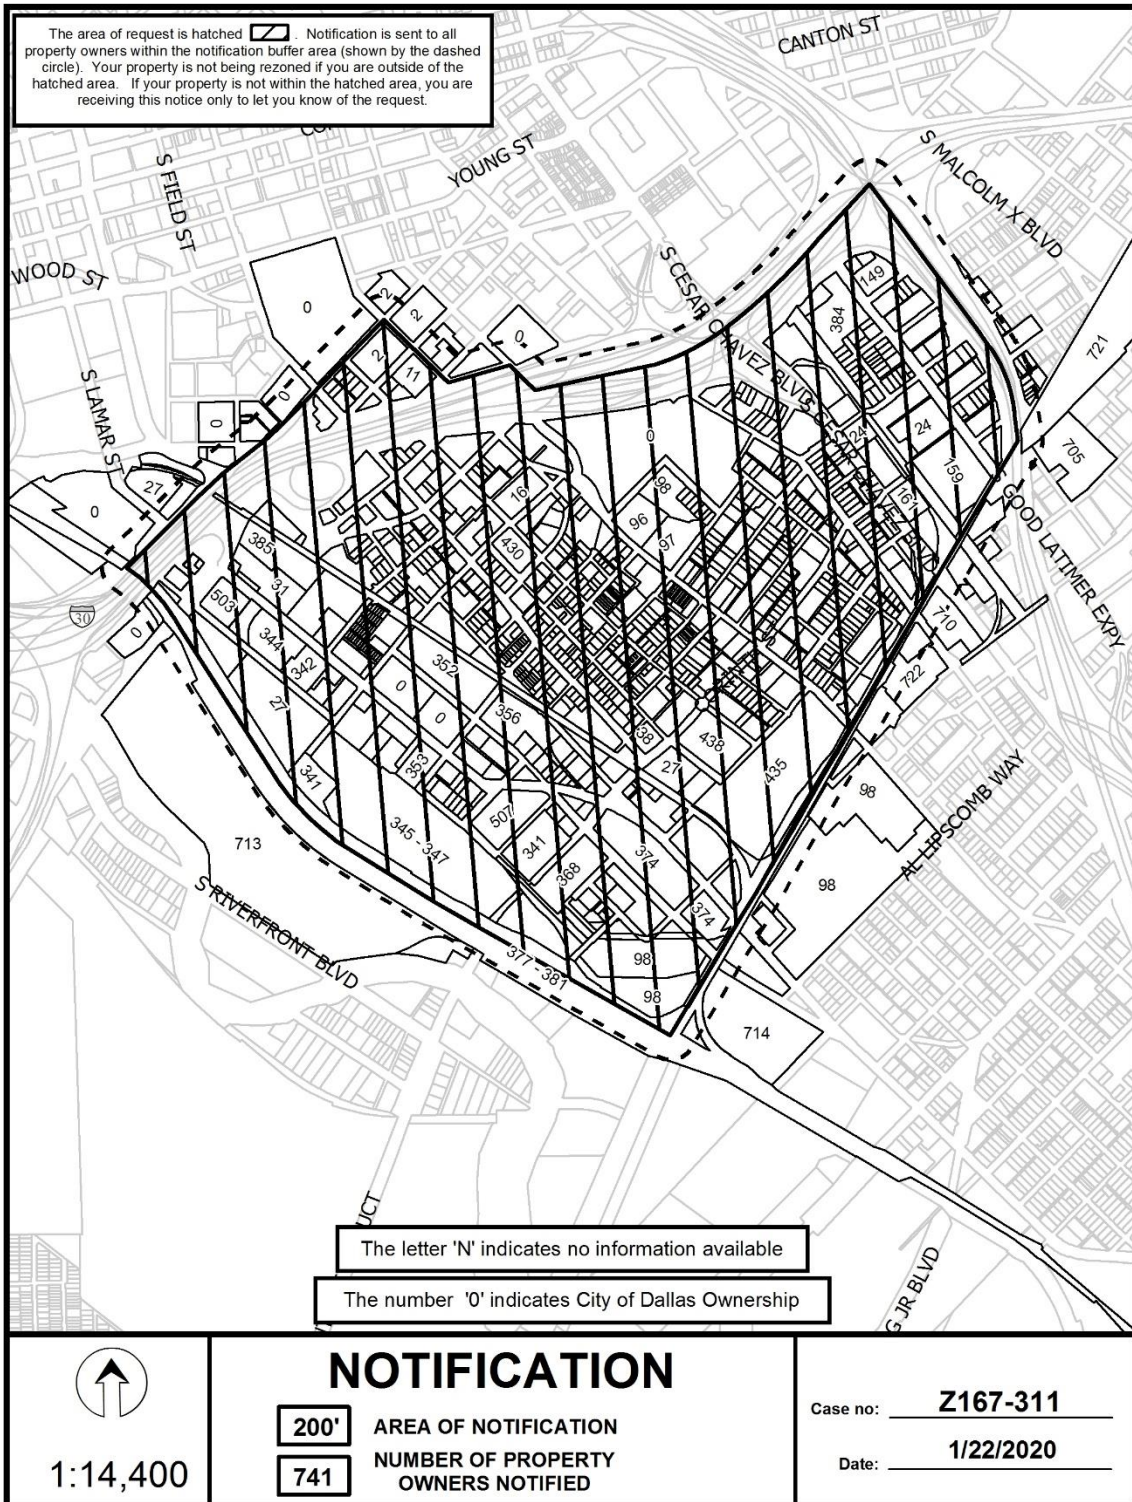 The area of request is hatched . Notification is sent to all
property owners within the notification buffer area (shown by the dashed
circle). Your property is not being rezoned if you are outside of the
hatched area. If your property is not within the hatched area, you are
receiving this notice only to let you know of the request.
CANTON ST
YOUNG ST
S FIELD ST
S MALCOLM X BLVD
WOOD ST
S CESAR CHAVEZ BLVD
S LAMAR ST
0
2
2
0
149
384
721
2
11
0
0
0
24
24
705
27
N
0
16
98
159
161
96
97
430
S GOOD LATIMER EXPY
385
31
503
30
0
344
342
352
710
722
27
0
0
356
38
438
353
27
435
341
98
AL LIPSCOMB WAY
507
345 - 347
341
374
713
368
98
S RIVERFRONT BLVD
374
377 - 381
98
98
714
UCT
The letter 'N' indicates no information available
The number '0' indicates City of Dallas Ownership
G JR BLVD
1:14,400
NOTIFICATION
200' AREA OF NOTIFICATION
741 NUMBER OF PROPERTY
OWNERS NOTIFIED
Case no: Z167-311
Date: 1/22/2020